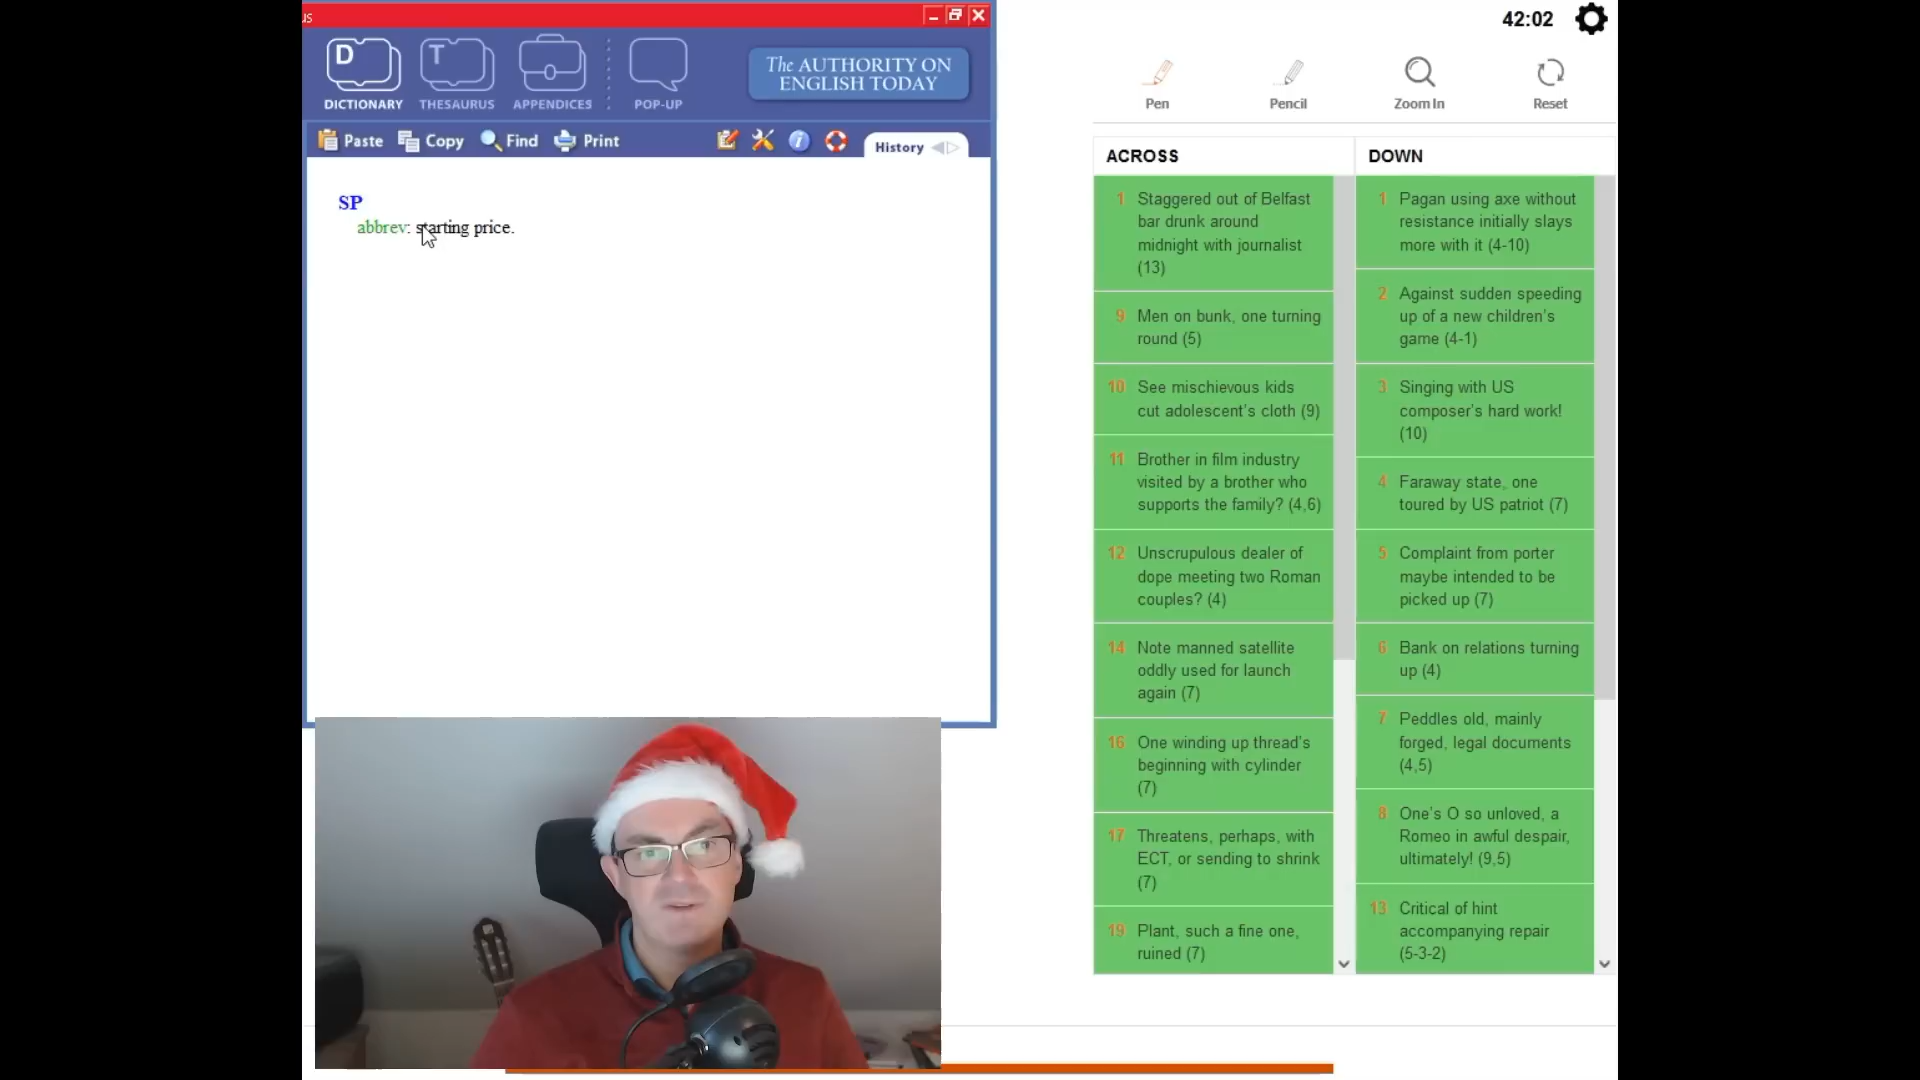 us
42:02
D
T
The AUTHORITY ON
ENGLISH TODAY
DICTIONARY THESAURUS APPENDICES POP-UP
Pen Pencil Zoom In Reset
Paste Copy Find Print
History
SP
abbrev: starting price.
ACROSS
1 Staggered out of Belfast
bar drunk around
midnight with journalist
(13)
9 Men on bunk, one turning
round (5)
10 See mischievous kids
cut adolescent's cloth (9)
11 Brother in film industry
visited by a brother who
supports the family? (4,6)
12 Unscrupulous dealer of
dope meeting two Roman
couples? (4)
14 Note manned satellite
oddly used for launch
again (7)
16 One winding up thread's
beginning with cylinder
(7)
17 Threatens, perhaps, with
ECT, or sending to shrink
(7)
19 Plant, such a fine one,
ruined (7)
DOWN
1 Pagan using axe without
resistance initially slays
more with it (4-10)
2 Against sudden speeding
up of a new children's
game (4-1)
3 Singing with US
composer's hard work!
(10)
4 Faraway state, one
toured by US patriot (7)
5 Complaint from porter
maybe intended to be
picked up (7)
6 Bank on relations turning
up (4)
7 Peddles old, mainly
forged, legal documents
(4,5)
8 One's O so unloved, a
Romeo in awful despair,
ultimately! (9,5)
13 Critical of hint
accompanying repair
(5-3-2)